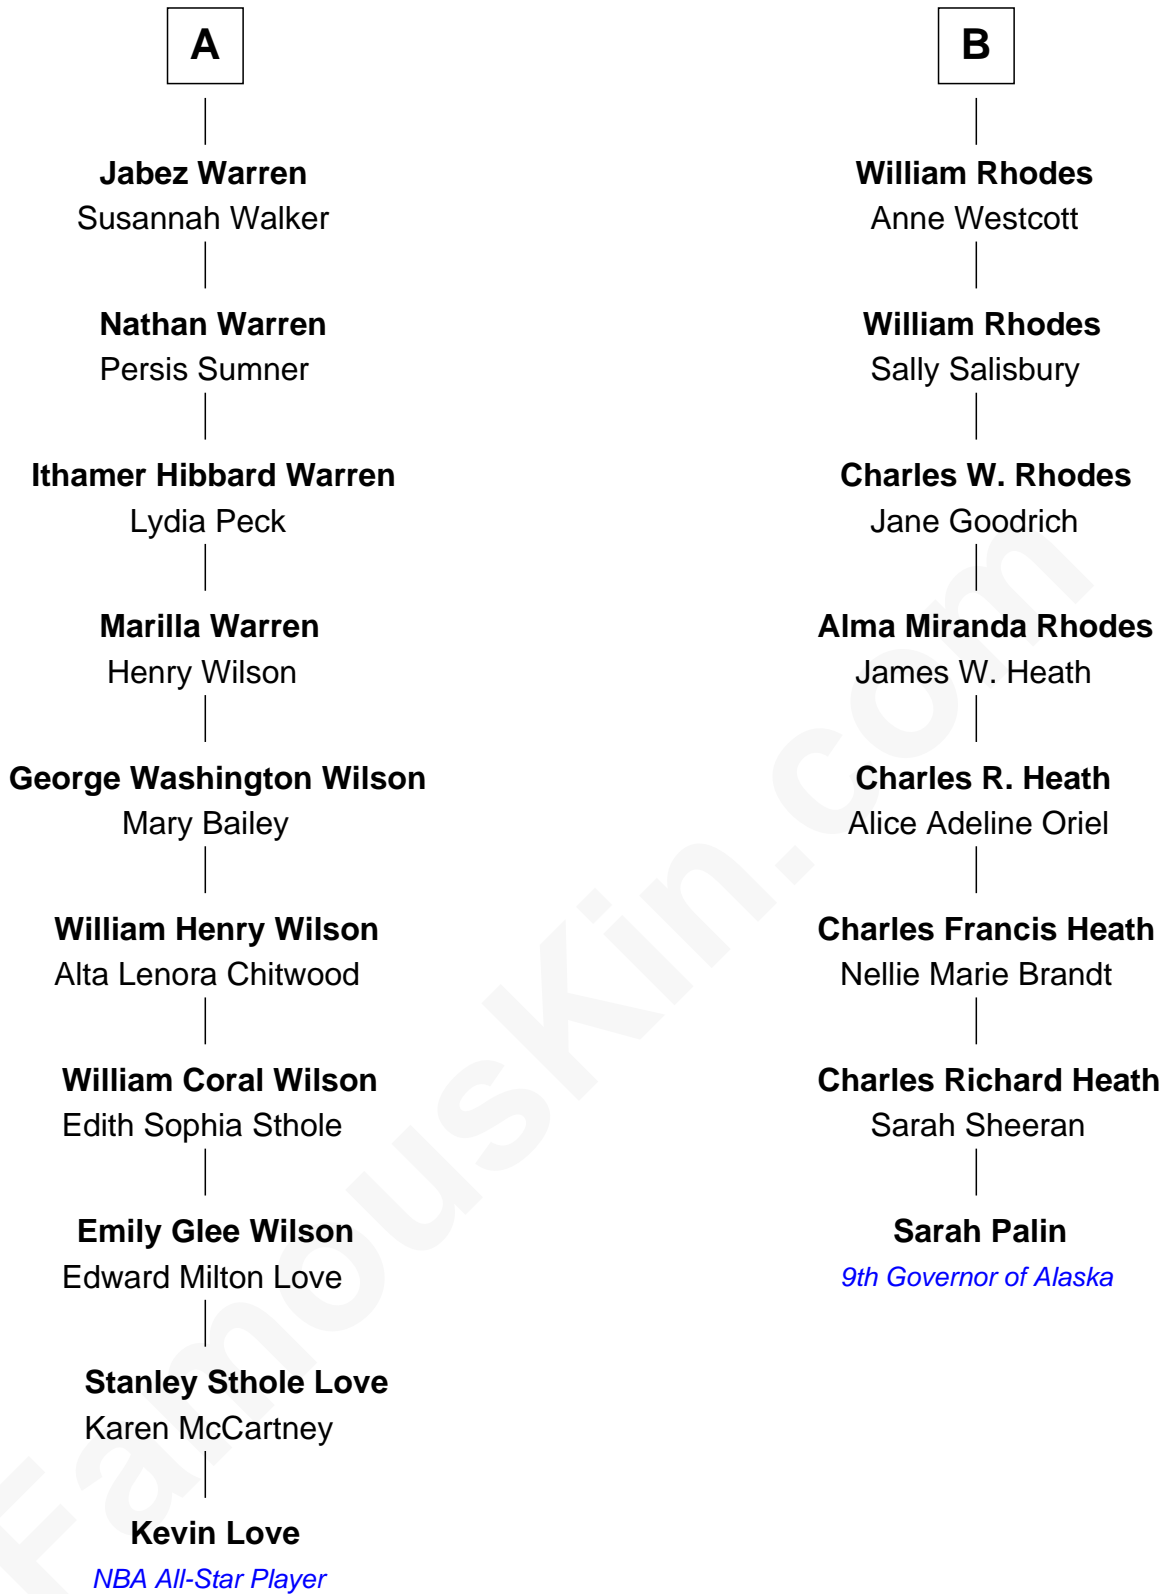 A
Jabez Warren
Susannah Walker
Nathan Warren
Persis Sumner
Ithamer Hibbard Warren
Lydia Peck
Marilla Warren
Henry Wilson
George Washington Wilson
Mary Bailey
William Henry Wilson
Alta Lenora Chitwood
William Coral Wilson
Edith Sophia Sthole
Emily Glee Wilson
Edward Milton Love
Stanley Sthole Love
Karen McCartney
Kevin Love
NBA All-Star Player
B
William Rhodes
Anne Westcott
William Rhodes
Sally Salisbury
Charles W. Rhodes
Jane Goodrich
Alma Miranda Rhodes
James W. Heath
Charles R. Heath
Alice Adeline Oriel
Charles Francis Heath
Nellie Marie Brandt
Charles Richard Heath
Sarah Sheeran
Sarah Palin
9th Governor of Alaska
FamousKin.com